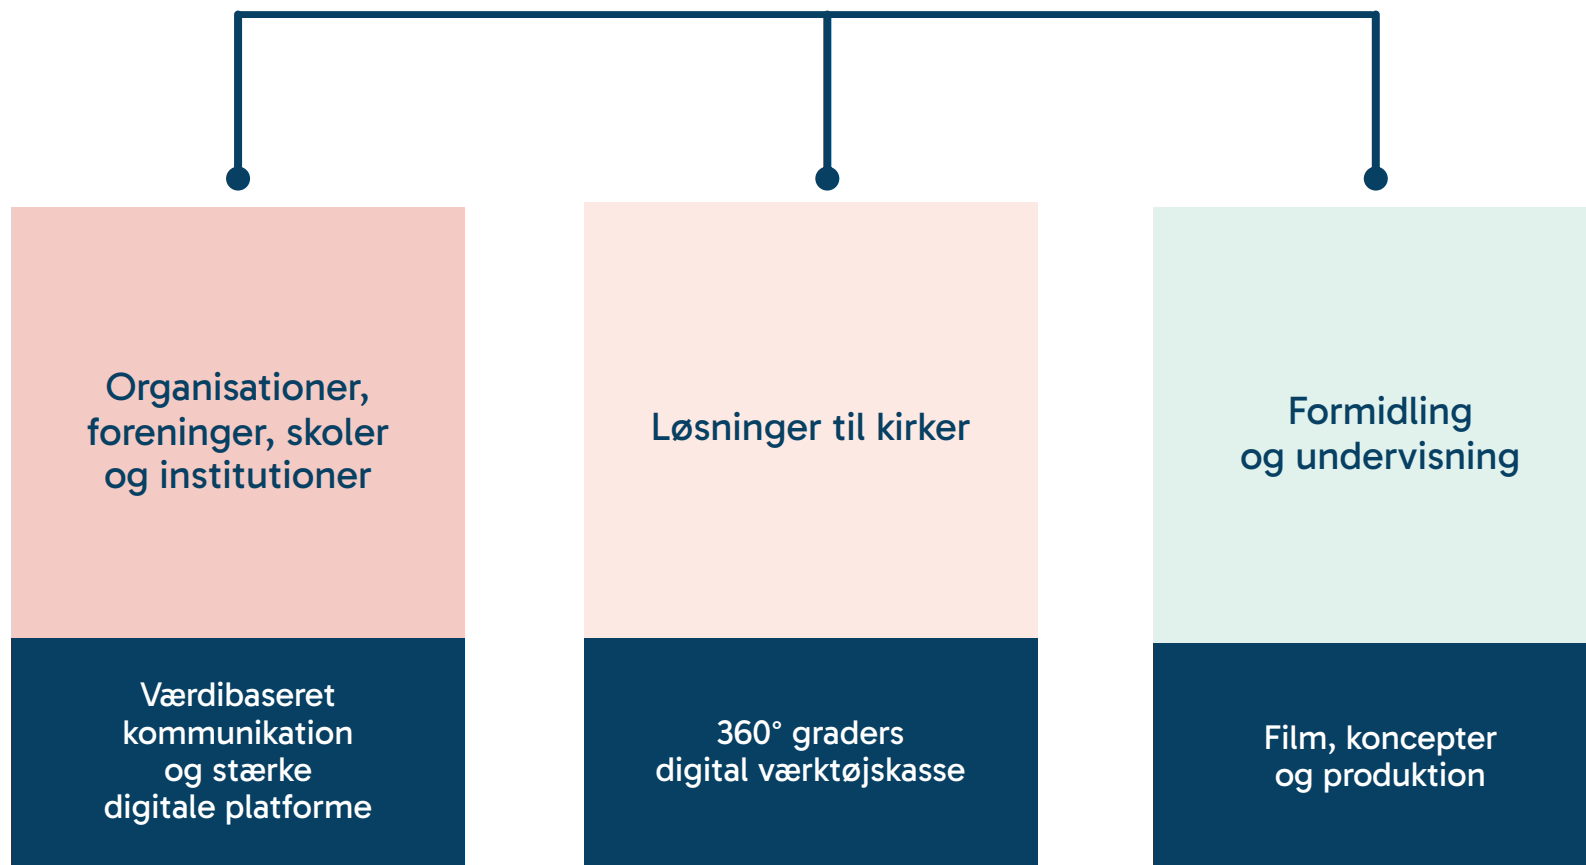 Organisationer,
foreninger, skoler
og institutioner
Værdibaseret
kommunikation
og stærke
digitale platforme
Løsninger til kirker
360° graders
digital værktøjskasse
Formidling
og undervisning
Film, koncepter
og produktion